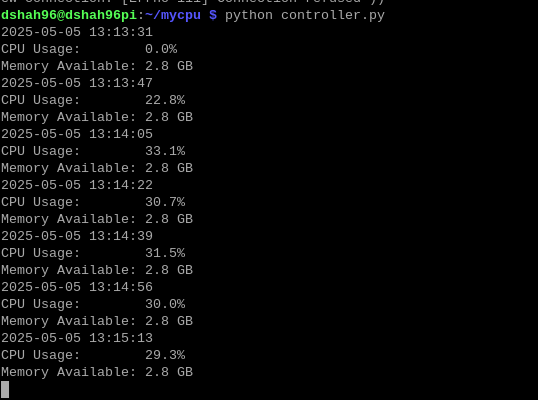 dshah96@dshah96pi:~/mycpu $ python controller.py
2025-05-05 13:13:31
CPU Usage:        0.0%
Memory Available: 2.8 GB
2025-05-05 13:13:47
CPU Usage:        22.8%
Memory Available: 2.8 GB
2025-05-05 13:14:05
CPU Usage:        33.1%
Memory Available: 2.8 GB
2025-05-05 13:14:22
CPU Usage:        30.7%
Memory Available: 2.8 GB
2025-05-05 13:14:39
CPU Usage:        31.5%
Memory Available: 2.8 GB
2025-05-05 13:14:56
CPU Usage:        30.0%
Memory Available: 2.8 GB
2025-05-05 13:15:13
CPU Usage:        29.3%
Memory Available: 2.8 GB